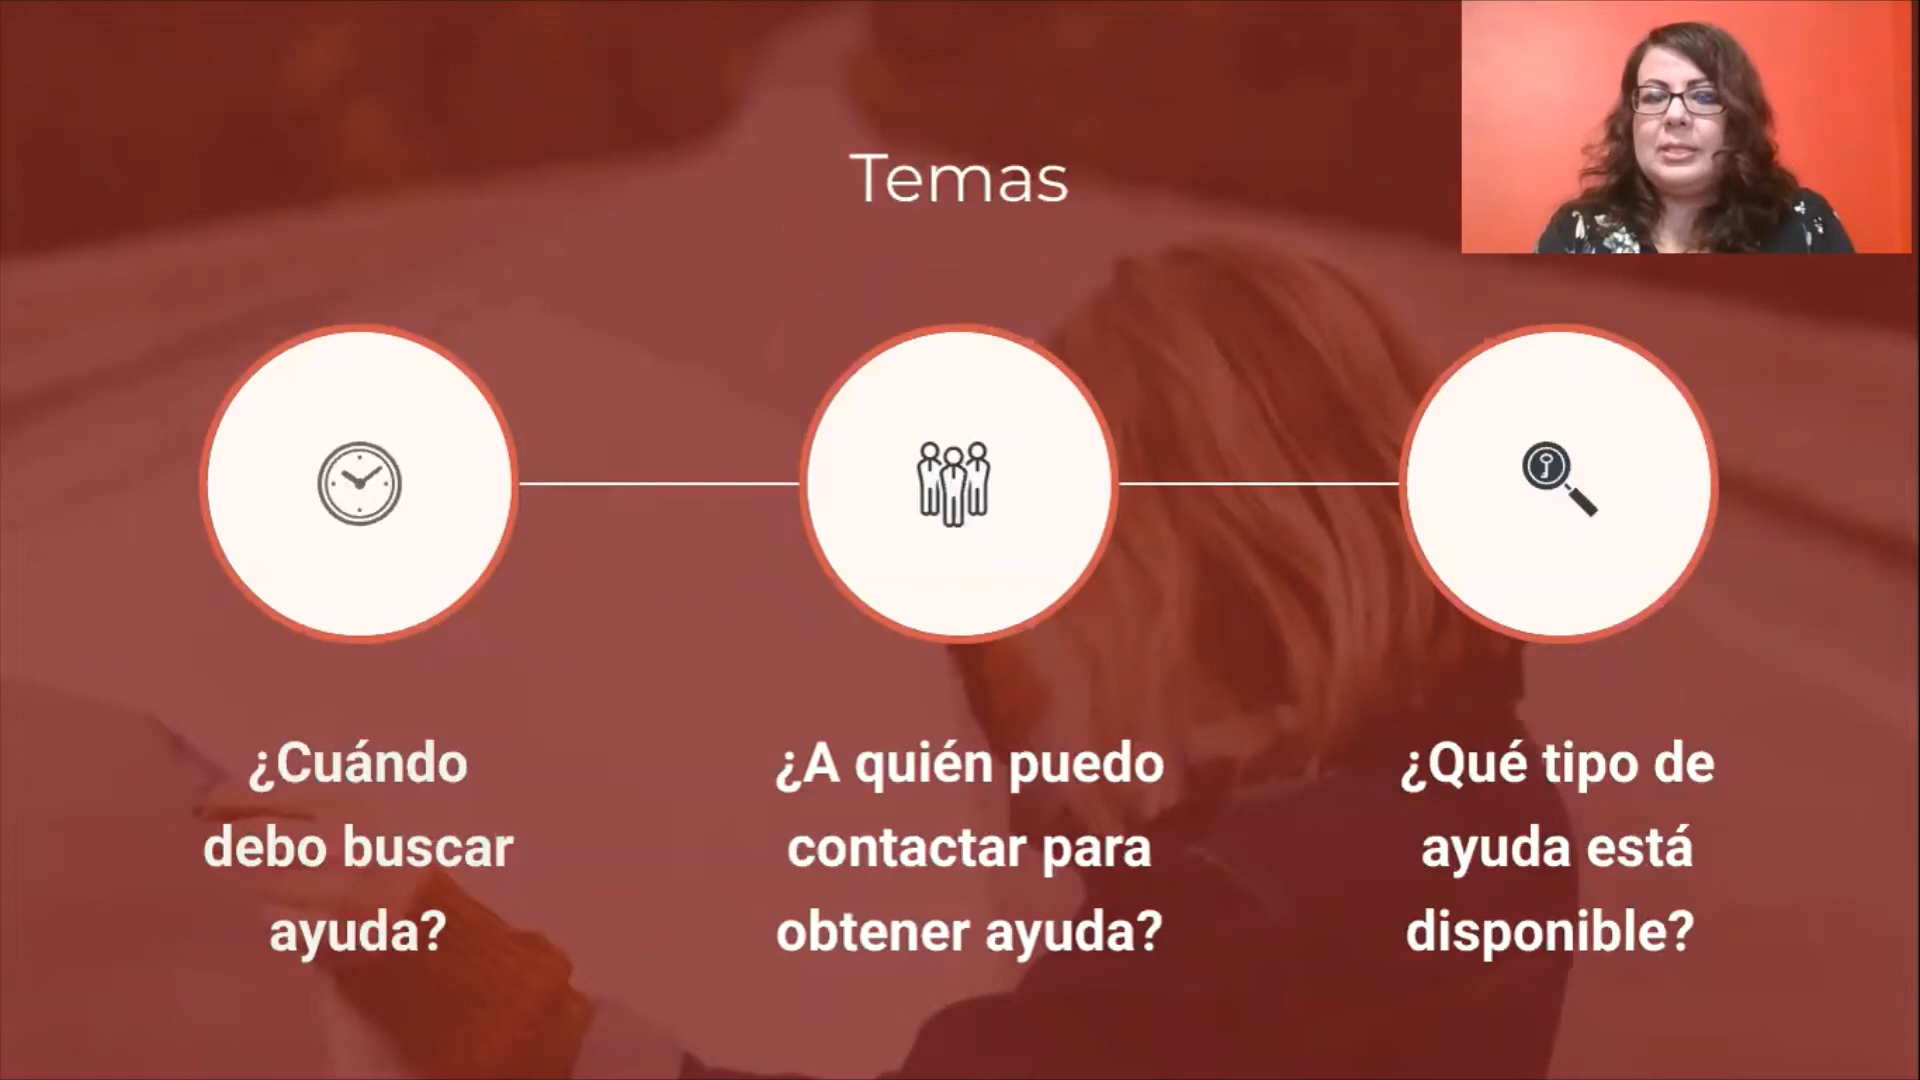 Temas
¿Cuándo
debo buscar
ayuda?
¿A quién puedo
contactar para
obtener ayuda?
¿Qué tipo de
ayuda está
disponible?